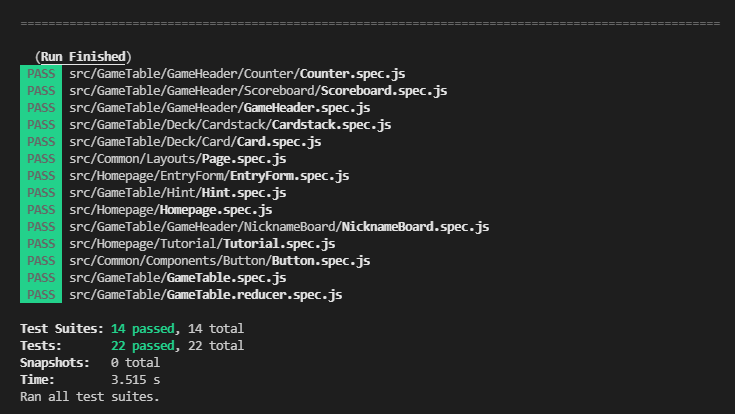 ====================================================================================================
(Run Finished)
PASS src/GameTable/GameHeader/Counter/Counter.spec.js
PASS src/GameTable/GameHeader/Scoreboard/Scoreboard.spec.js
PASS src/GameTable/GameHeader/GameHeader.spec.js
PASS src/GameTable/Deck/Cardstack/Cardstack.spec.js
PASS src/GameTable/Deck/Card/Card.spec.js
PASS src/Common/Layouts/Page.spec.js
PASS src/Homepage/EntryForm/EntryForm.spec.js
PASS src/GameTable/Hint/Hint.spec.js
PASS src/Homepage/Homepage.spec.js
PASS src/GameTable/GameHeader/NicknameBoard/NicknameBoard.spec.js
PASS src/Homepage/Tutorial/Tutorial.spec.js
PASS src/Common/Components/Button/Button.spec.js
PASS src/GameTable/GameTable.spec.js
PASS src/GameTable/GameTable.reducer.spec.js
Test Suites: 14 passed, 14 total
Tests: 22 passed, 22 total
Snapshots: 0 total
Time: 3.515 s
Ran all test suites.